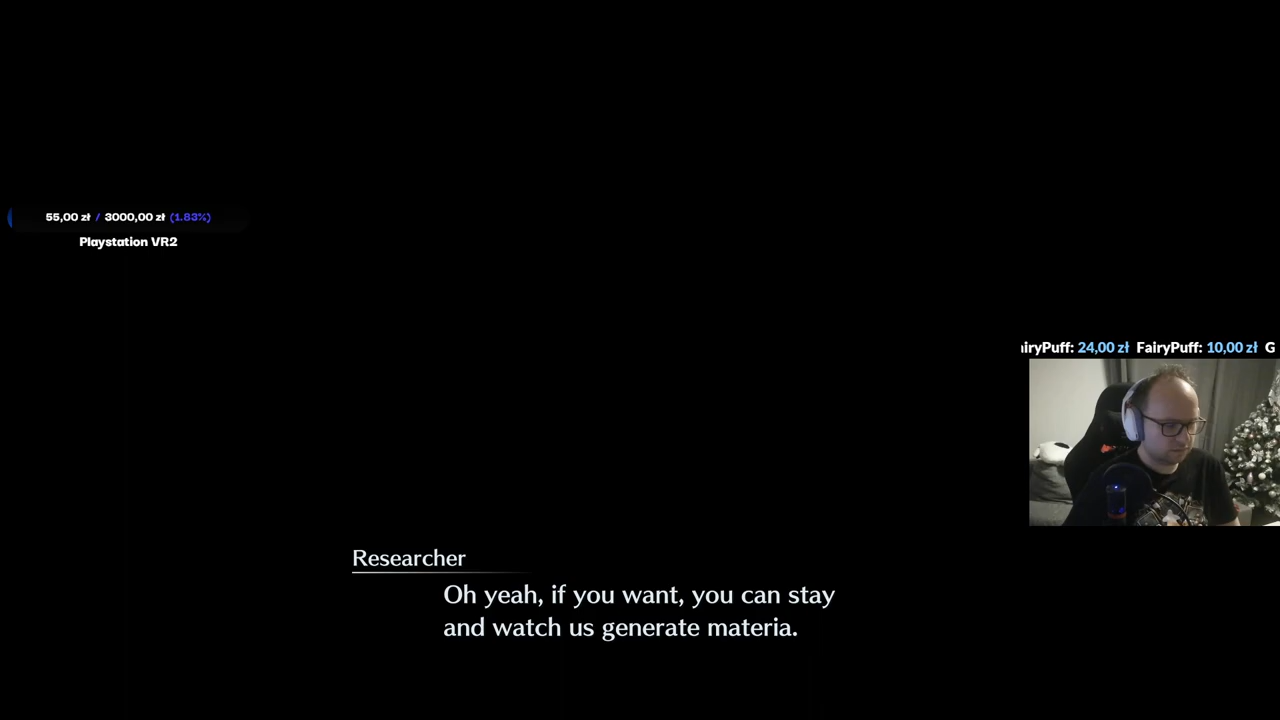 55,00 zł / 3000,00 zł (1.83%)
Playstation VR2
airyPuff: 24,00 zł FairyPuff: 10,00 zł G
Researcher
Oh yeah, if you want, you can stay
and watch us generate materia.